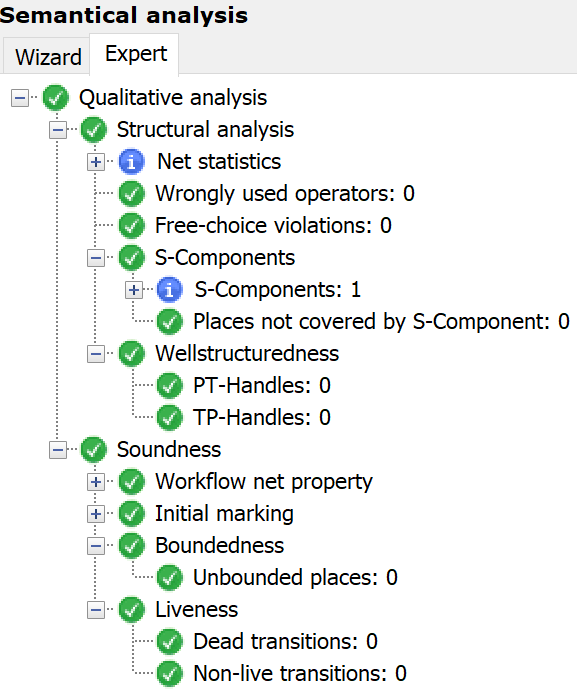 Semantical analysis
Wizard Expert
Qualitative analysis
Structural analysis
Net statistics
Wrongly used operators: 0
Free-choice violations: 0
S-Components
S-Components: 1
Places not covered by S-Component: 0
Wellstructuredness
PT-Handles: 0
TP-Handles: 0
Soundness
Workflow net property
Initial marking
Boundedness
Unbounded places: 0
Liveness
Dead transitions: 0
Non-live transitions: 0